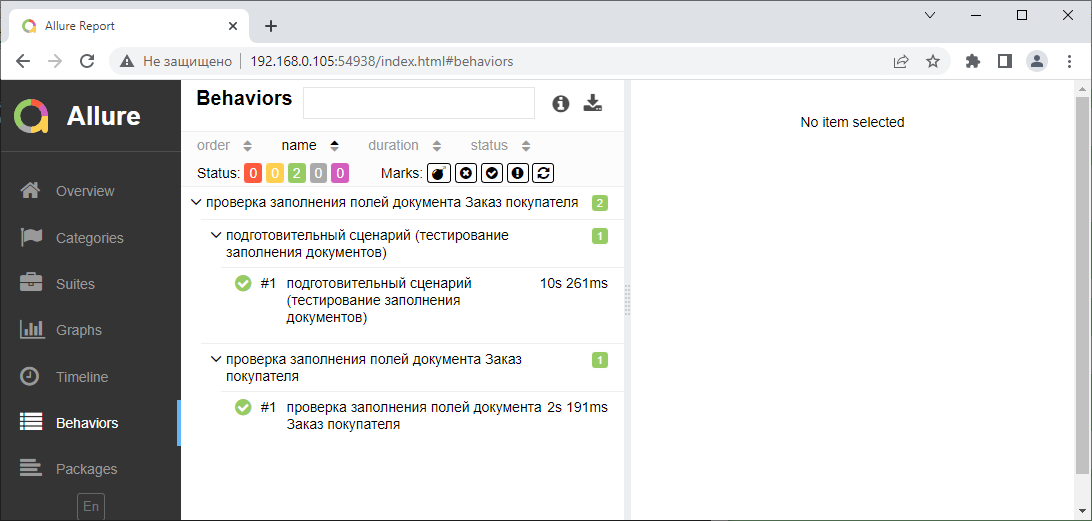 Allure Report
Не защищено 192.168.0.105:54938/index.html#behaviors
Allure
Overview
Categories
Suites
Graphs
Timeline
Behaviors
Packages
En
Behaviors
order name duration status
Status: 0 0 2 0 0 Marks:
проверка заполнения полей документа Заказ покупателя 2
подготовительный сценарий (тестирование 1
заполнения документов)
#1 подготовительный сценарий 10s 261ms
(тестирование заполнения
документов)
проверка заполнения полей документа Заказ 1
покупателя
#1 проверка заполнения полей документа 2s 191ms
Заказ покупателя
No item selected